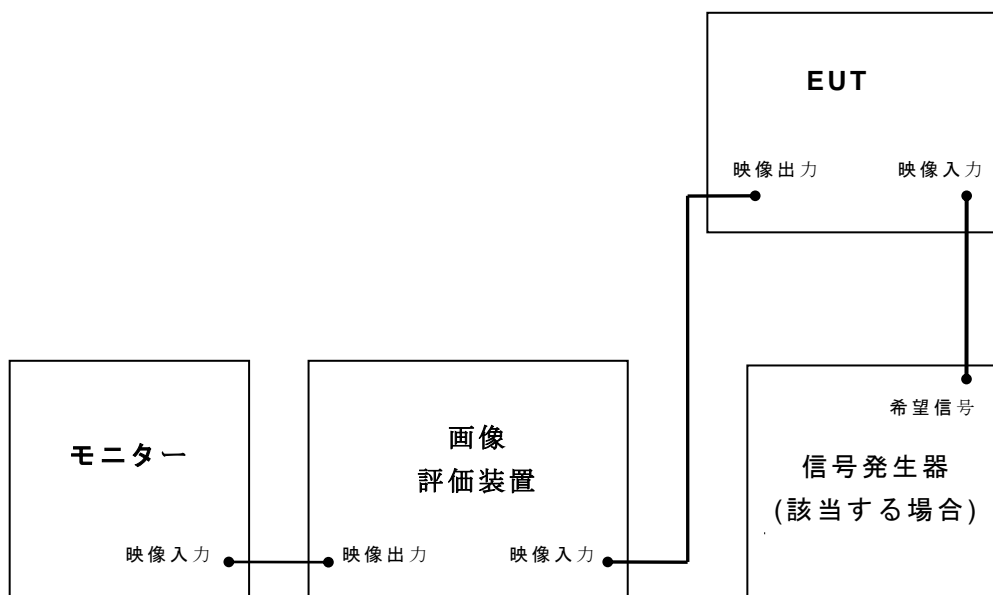 EUT
映像出力
映像入力
希望信号
モニター
画像
評価装置
信号発生器
(該当する場合)
映像入力
映像出力
映像入力